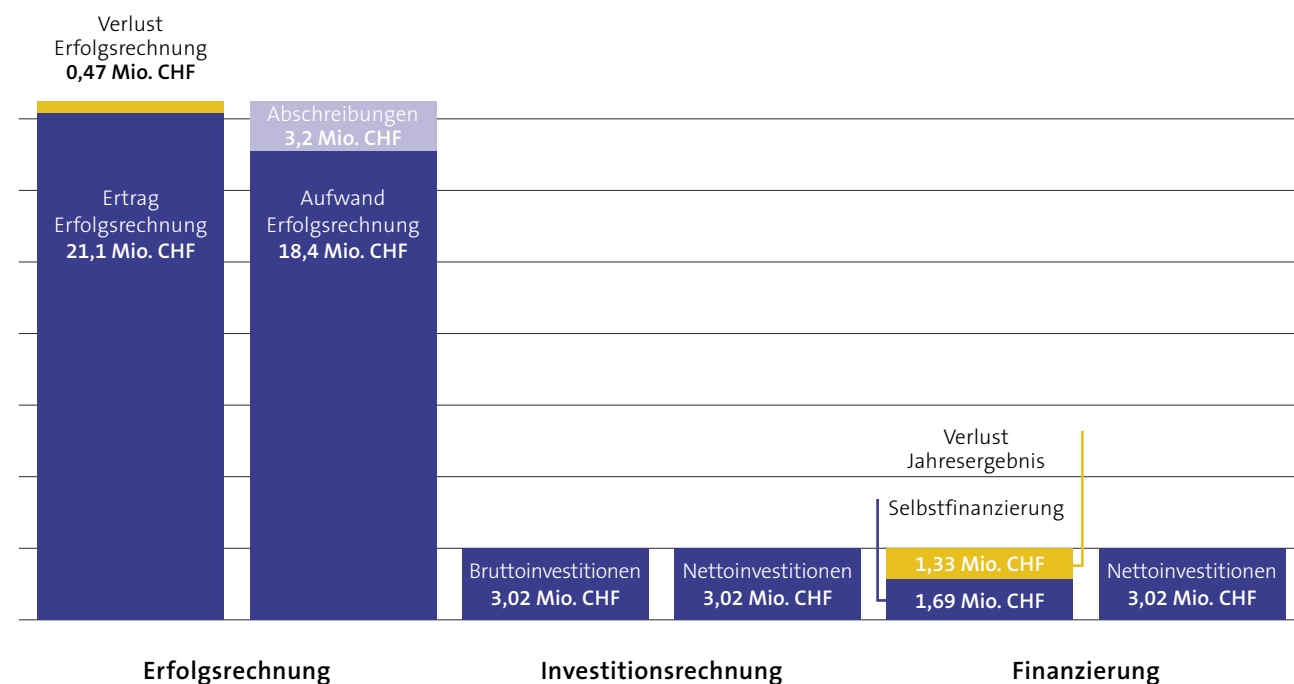 Verlust
Erfolgsrechnung
0,47 Mio. CHF
Ertrag
Erfolgsrechnung
21,1 Mio. CHF
Abschreibungen
3,2 Mio. CHF
Aufwand
Erfolgsrechnung
18,4 Mio. CHF
Bruttoinvestitionen
3,02 Mio. CHF
Nettoinvestitionen
3,02 Mio. CHF
Verlust
Jahresergebnis
Selbstfinanzierung
1,33 Mio. CHF
1,69 Mio. CHF
Nettoinvestitionen
3,02 Mio. CHF
Erfolgsrechnung
Investitionsrechnung
Finanzierung